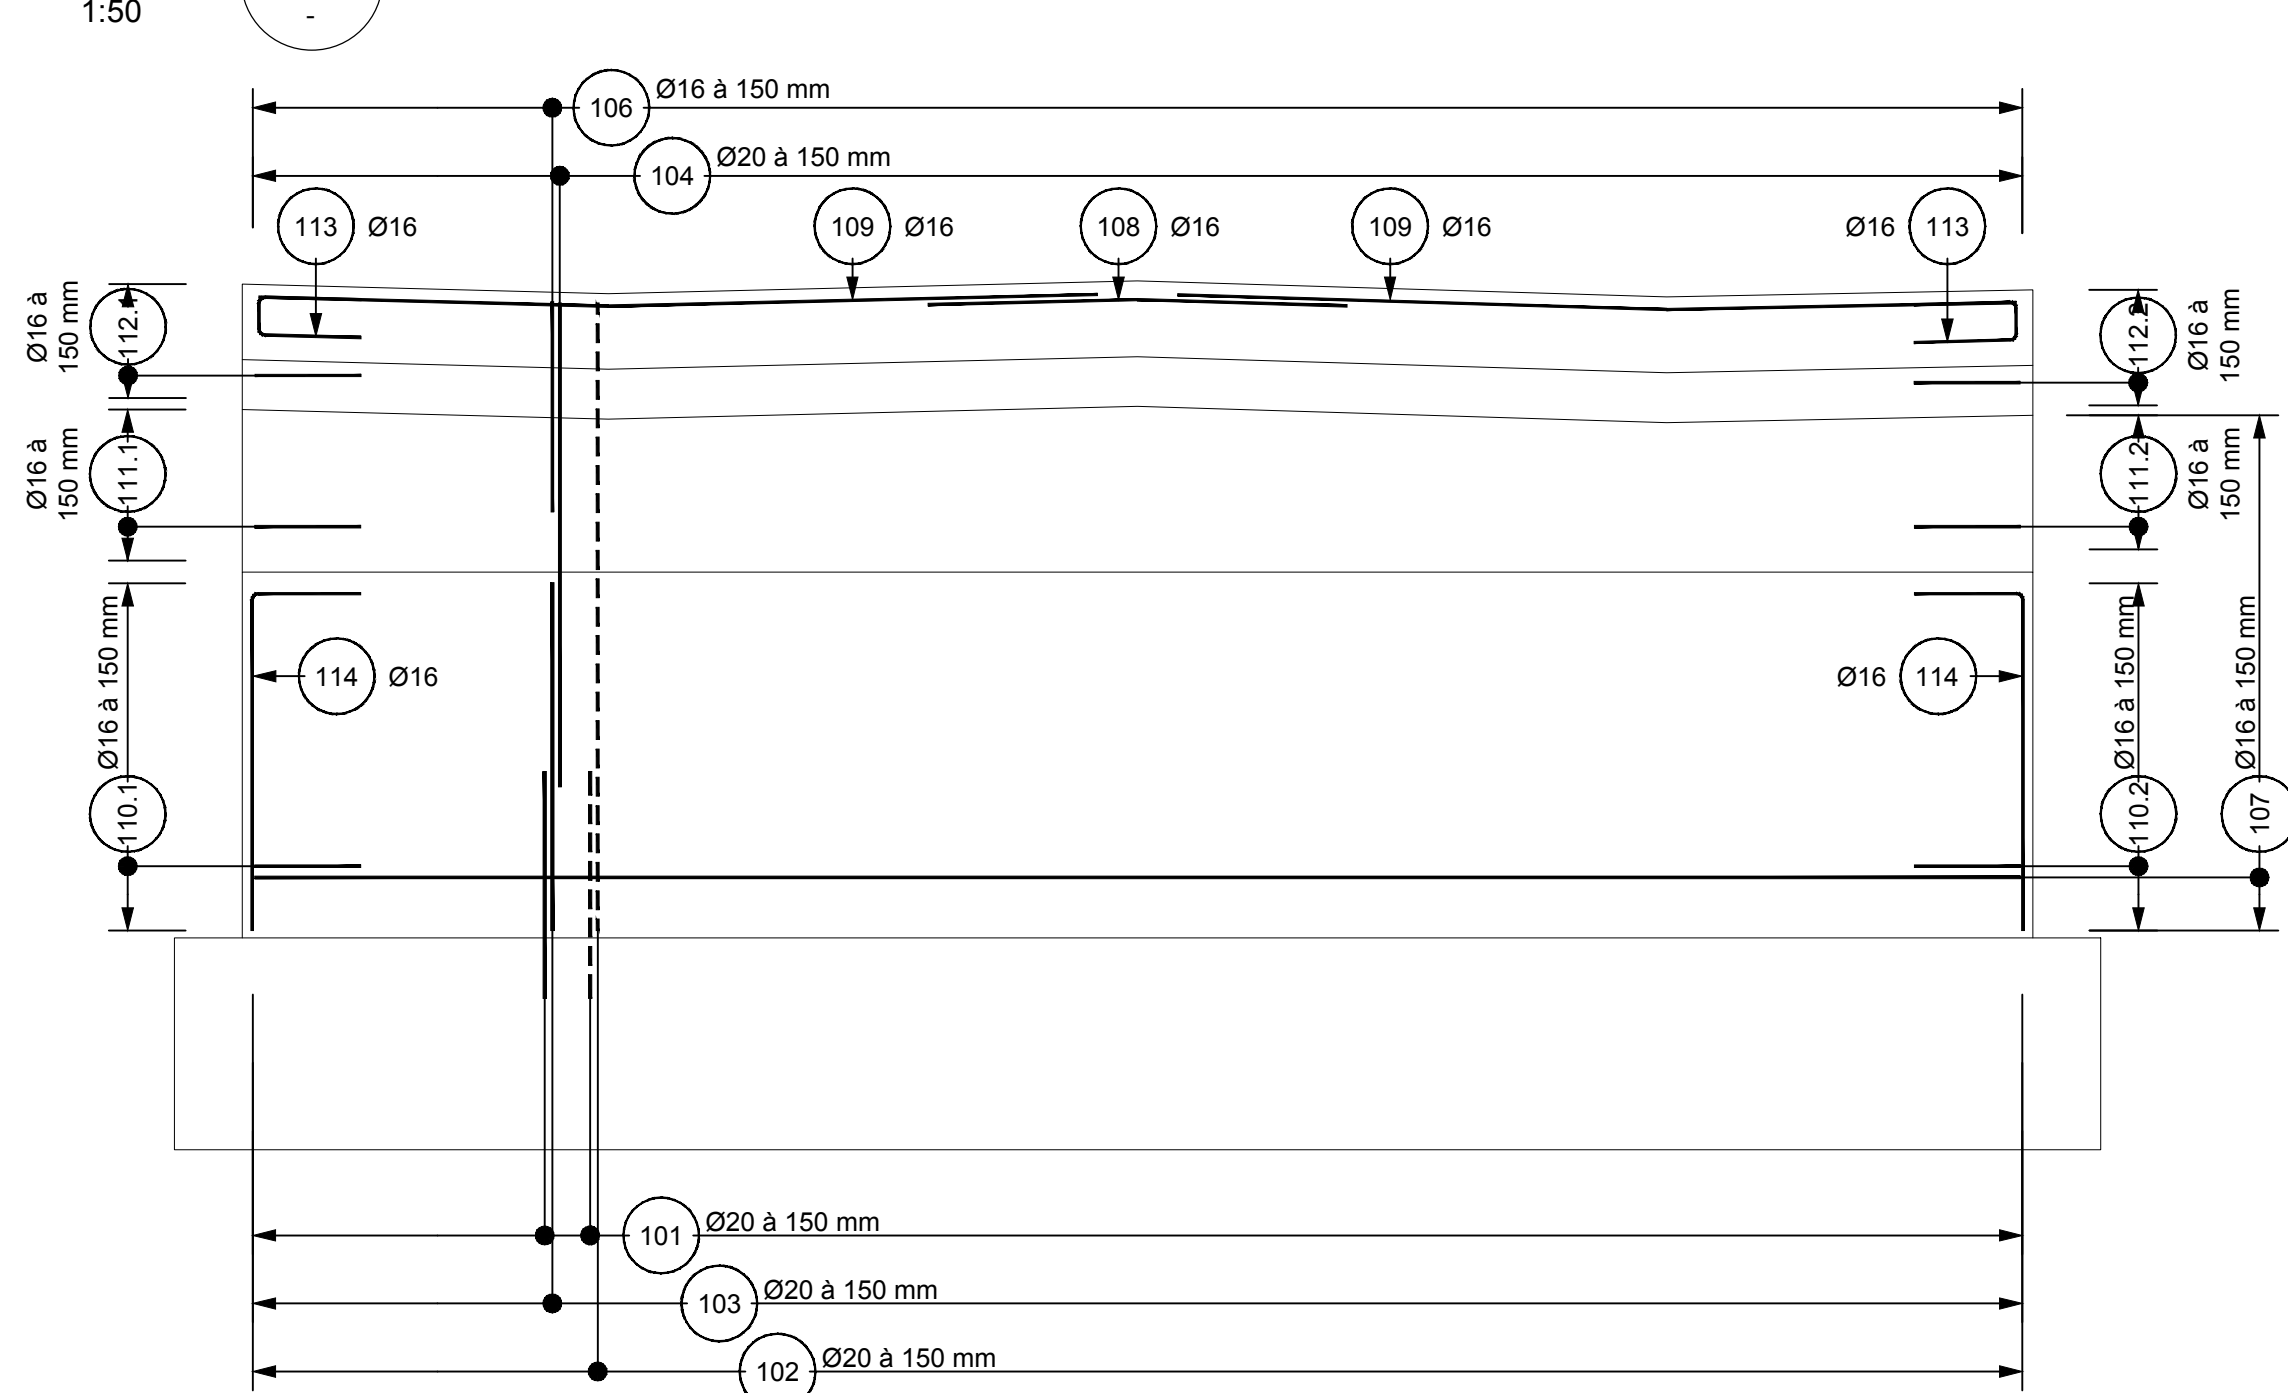 1:50
-
106 Ø16 à 150 mm
104 Ø20 à 150 mm
113 Ø16
109 Ø16
108 Ø16
109 Ø16
Ø16 113
Ø16 à
150 mm
112.1
112.2
Ø16 à
150 mm
Ø16 à
150 mm
111.1
111.2
Ø16 à
150 mm
110.1 Ø16 à 150 mm
114 Ø16
Ø16 114
110.2 Ø16 à 150 mm
107 Ø16 à 150 mm
101 Ø20 à 150 mm
103 Ø20 à 150 mm
102 Ø20 à 150 mm